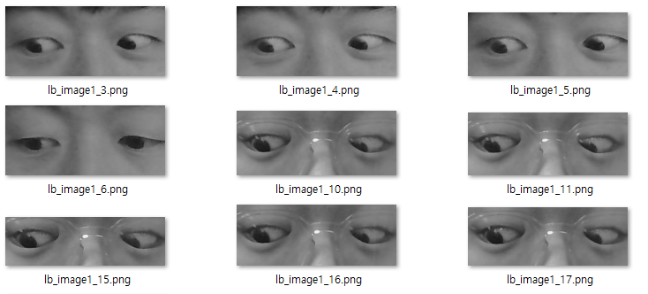 lb_image1_3.png
lb_image1_4.png
lb_image1_5.png
lb_image1_6.png
lb_image1_10.png
lb_image1_11.png
lb_image1_15.png
lb_image1_16.png
lb_image1_17.png